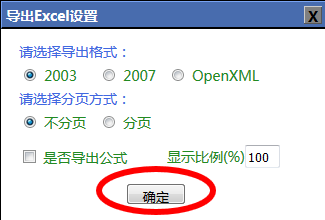 导出Excel设置 X
请选择导出格式：
2003 2007 OpenXML
请选择分页方式：
不分页 分页
是否导出公式 显示比例(%) 100
确定